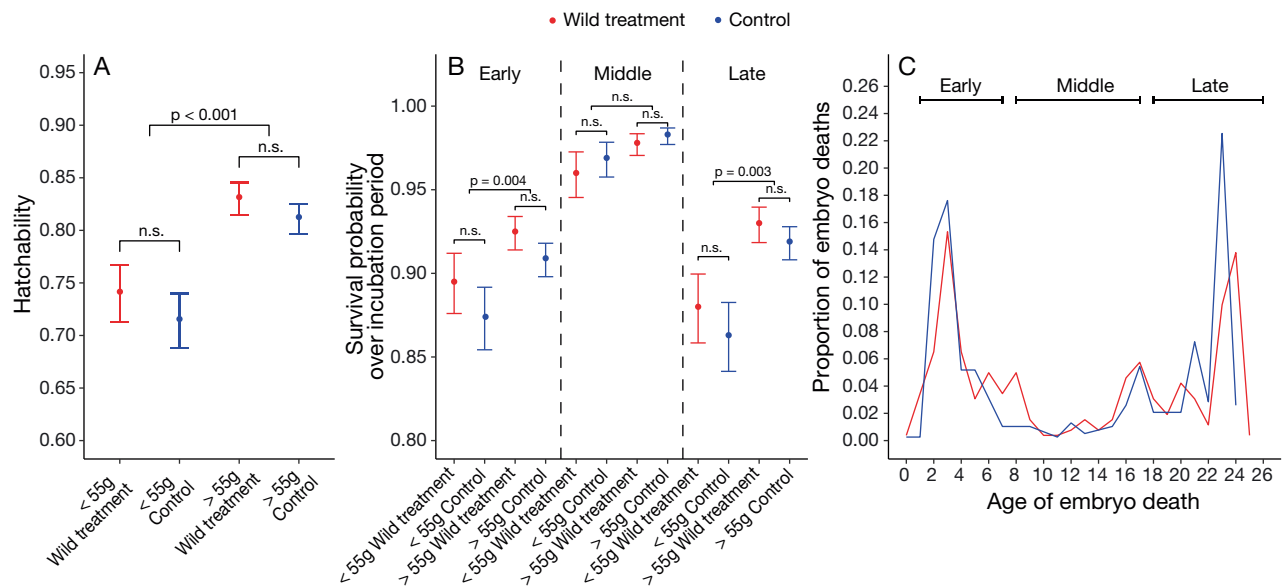 Wild treatment Control
A
Hatchability
0.95
0.90
0.85
0.80
0.75
0.70
0.65
0.60
n.s.
p < 0.001
n.s.
< 55g
Wild treatment
< 55g
Control
> 55g
Wild treatment
> 55g
Control
B
Survival probability
over incubation period
Early Middle Late
1.00
0.95
0.90
0.85
0.80
n.s.
p = 0.004
n.s.
n.s.
n.s.
n.s.
n.s.
p = 0.003
n.s.
< 55g Wild treatment
< 55g Control
> 55g Wild treatment
> 55g Control
< 55g Wild treatment
< 55g Control
> 55g Wild treatment
> 55g Control
< 55g Wild treatment
< 55g Control
> 55g Wild treatment
> 55g Control
C
Proportion of embryo deaths
Early Middle Late
0.26
0.24
0.22
0.20
0.18
0.16
0.14
0.12
0.10
0.08
0.06
0.04
0.02
0.00
0 2 4 6 8 10 12 14 16 18 20 22 24 26
Age of embryo death